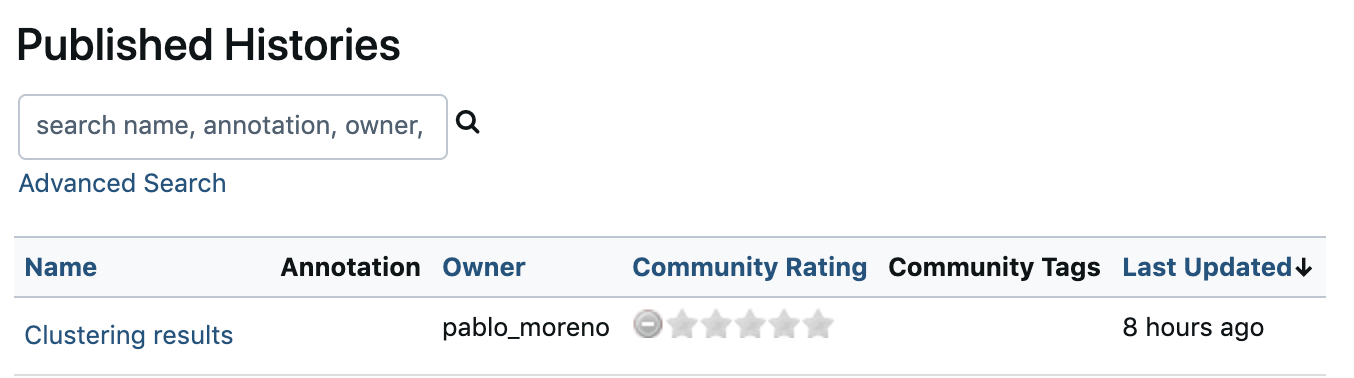 Published Histories
search name, annotation, owner,
Advanced Search
Name Annotation Owner Community Rating Community Tags Last Updated↓
Clustering results pablo_moreno 8 hours ago